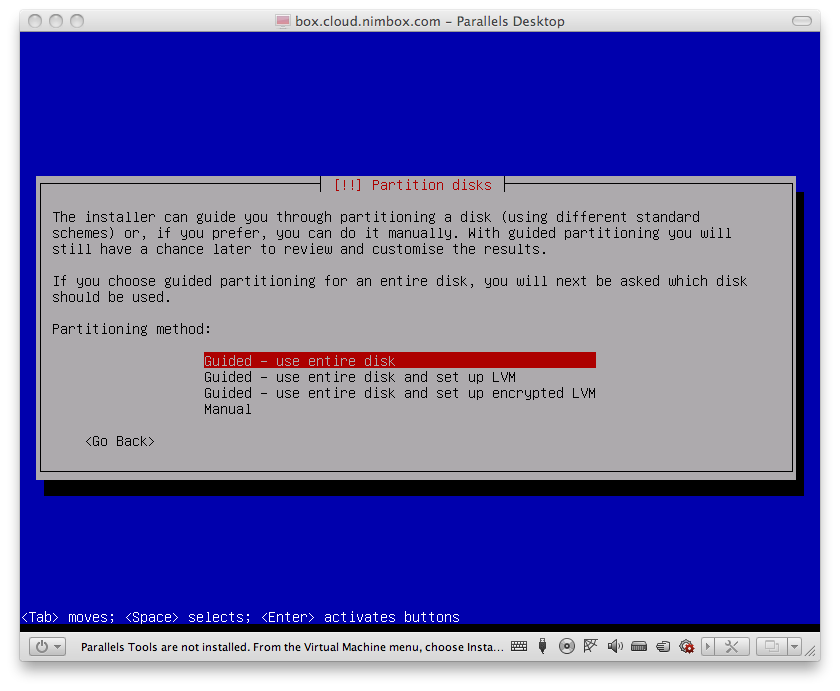 box.cloud.nimbox.com – Parallels Desktop
[!!] Partition disks
The installer can guide you through partitioning a disk (using different standard
schemes) or, if you prefer, you can do it manually. With guided partitioning you will
still have a chance later to review and customise the results.
If you choose guided partitioning for an entire disk, you will next be asked which disk
should be used.
Partitioning method:
Guided - use entire disk
Guided - use entire disk and set up LVM
Guided - use entire disk and set up encrypted LVM
Manual
<Go Back>
<Tab> moves; <Space> selects; <Enter> activates buttons
Parallels Tools are not installed. From the Virtual Machine menu, choose Insta...